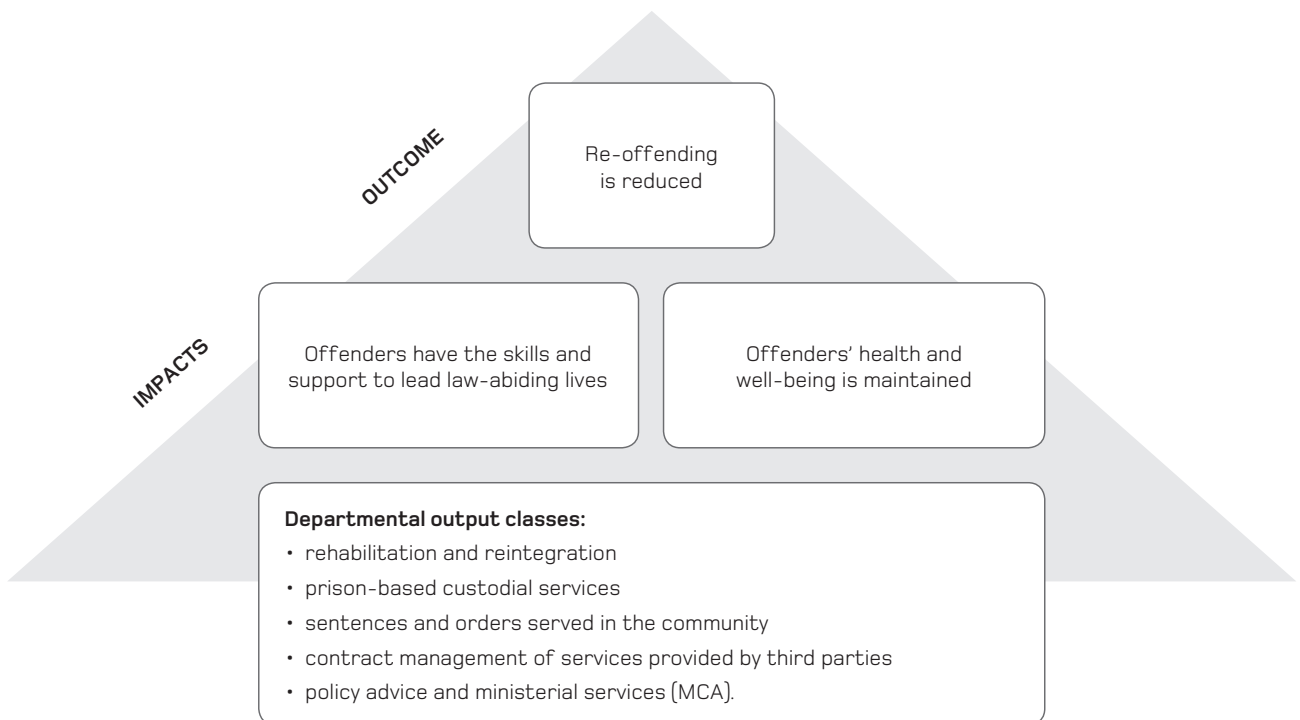 OUTCOME
Re-offending
is reduced
IMPACTS
Offenders have the skills and
support to lead law-abiding lives
Offenders' health and
well-being is maintained
Departmental output classes:
• rehabilitation and reintegration
• prison-based custodial services
• sentences and orders served in the community
• contract management of services provided by third parties
• policy advice and ministerial services (MCA).